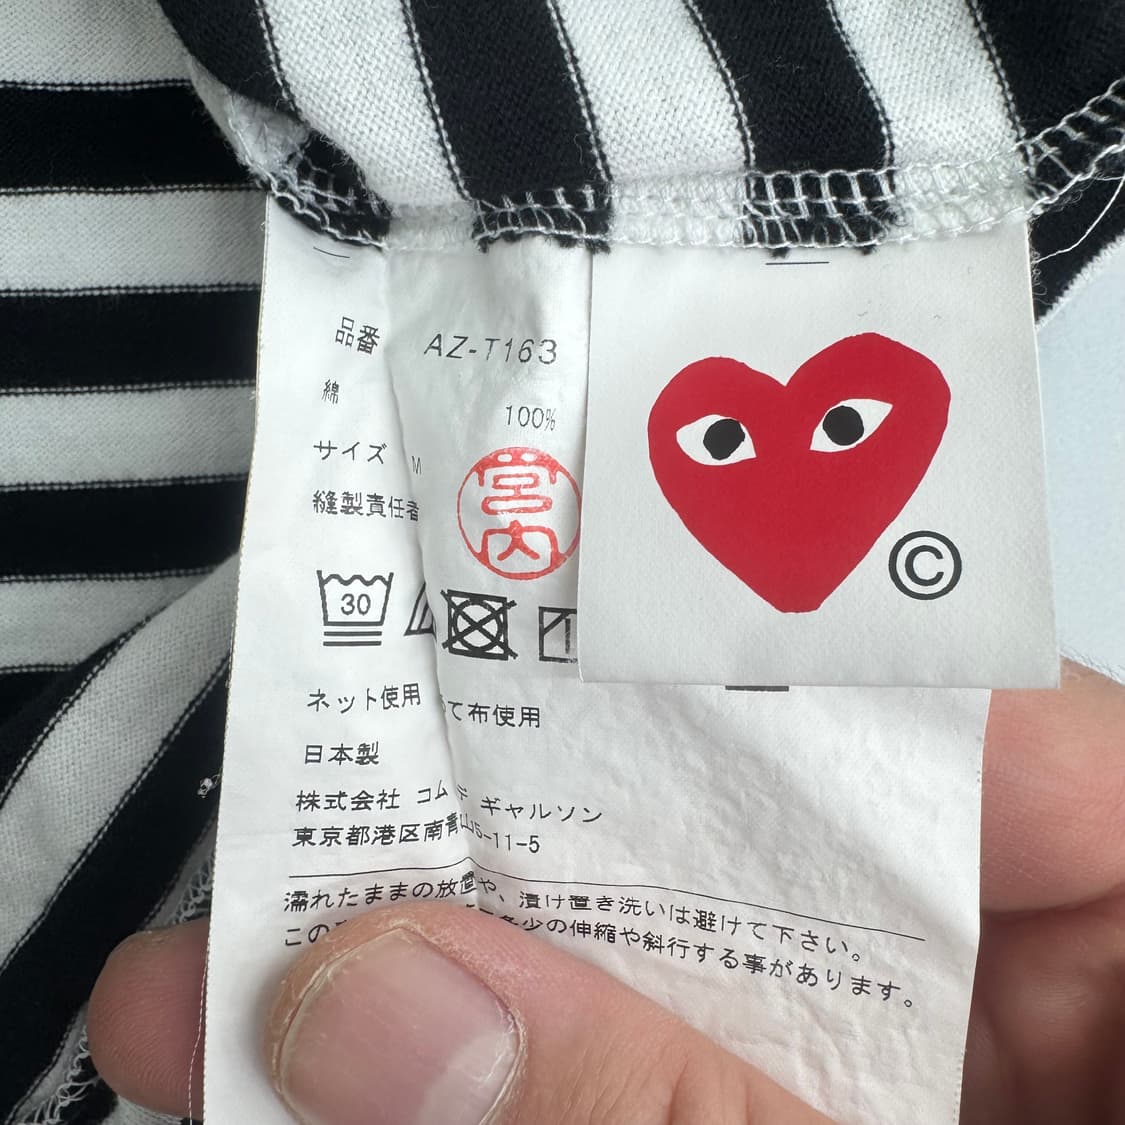 品番 AZ-T163
綿 100%
サイズ M
縫製責任者 宮内
30
ネット使用 て布使用
日本製
株式会社 コム デ ギャルソン
東京都港区南青山5-11-5
濡れたままの放置や、漬け置き洗いは避けて下さい。
この 多少の伸縮や斜行する事があります。
©